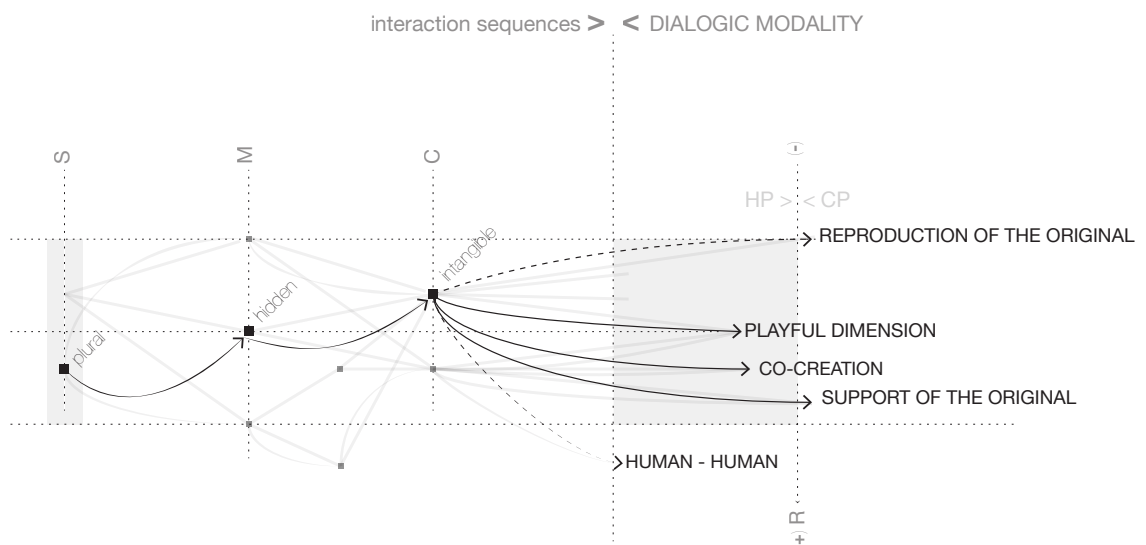 interaction sequences > < DIALOGIC MODALITY
S
M
C
(-)
HP > < CP
intangible
REPRODUCTION OF THE ORIGINAL
hidden
plural
PLAYFUL DIMENSION
CO-CREATION
SUPPORT OF THE ORIGINAL
HUMAN - HUMAN
(+) R